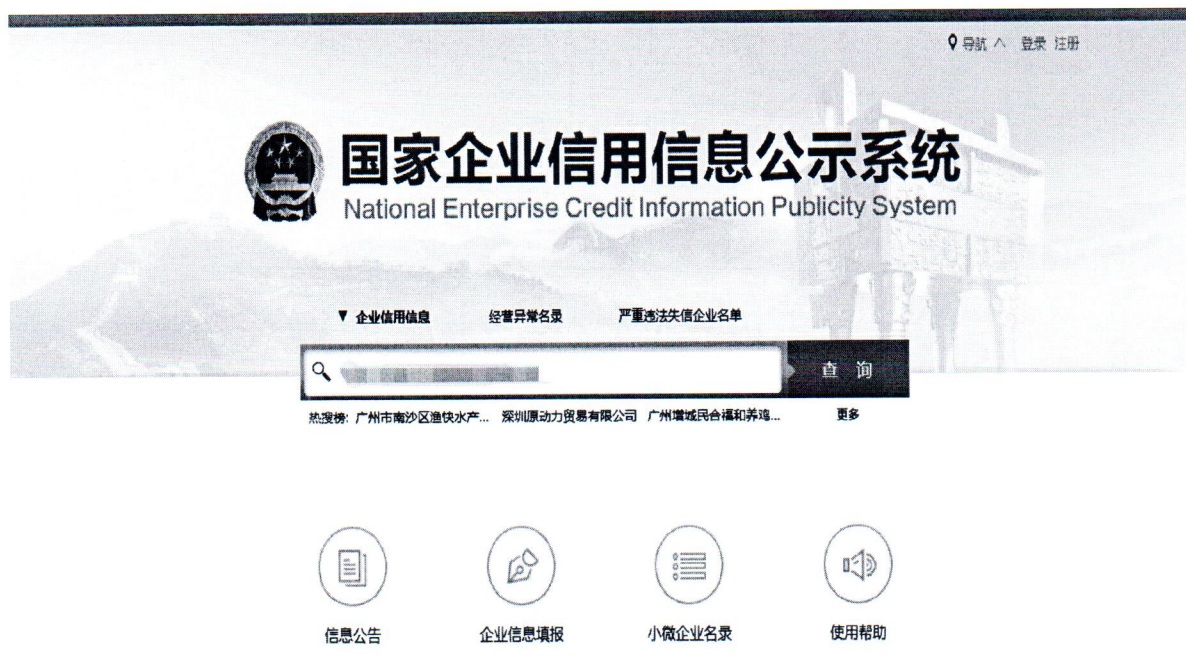 导航 ヘ 登录 注册
国家企业信用信息公示系统
National Enterprise Credit Information Publicity System
▼ 企业信用信息 经营异常名录 严重违法失信企业名单
查 询
热搜榜: 广州市南沙区渔快水产... 深圳原动力贸易有限公司 广州增城民合福和养鸡... 更多
信息公告 企业信息填报 小微企业名录 使用帮助